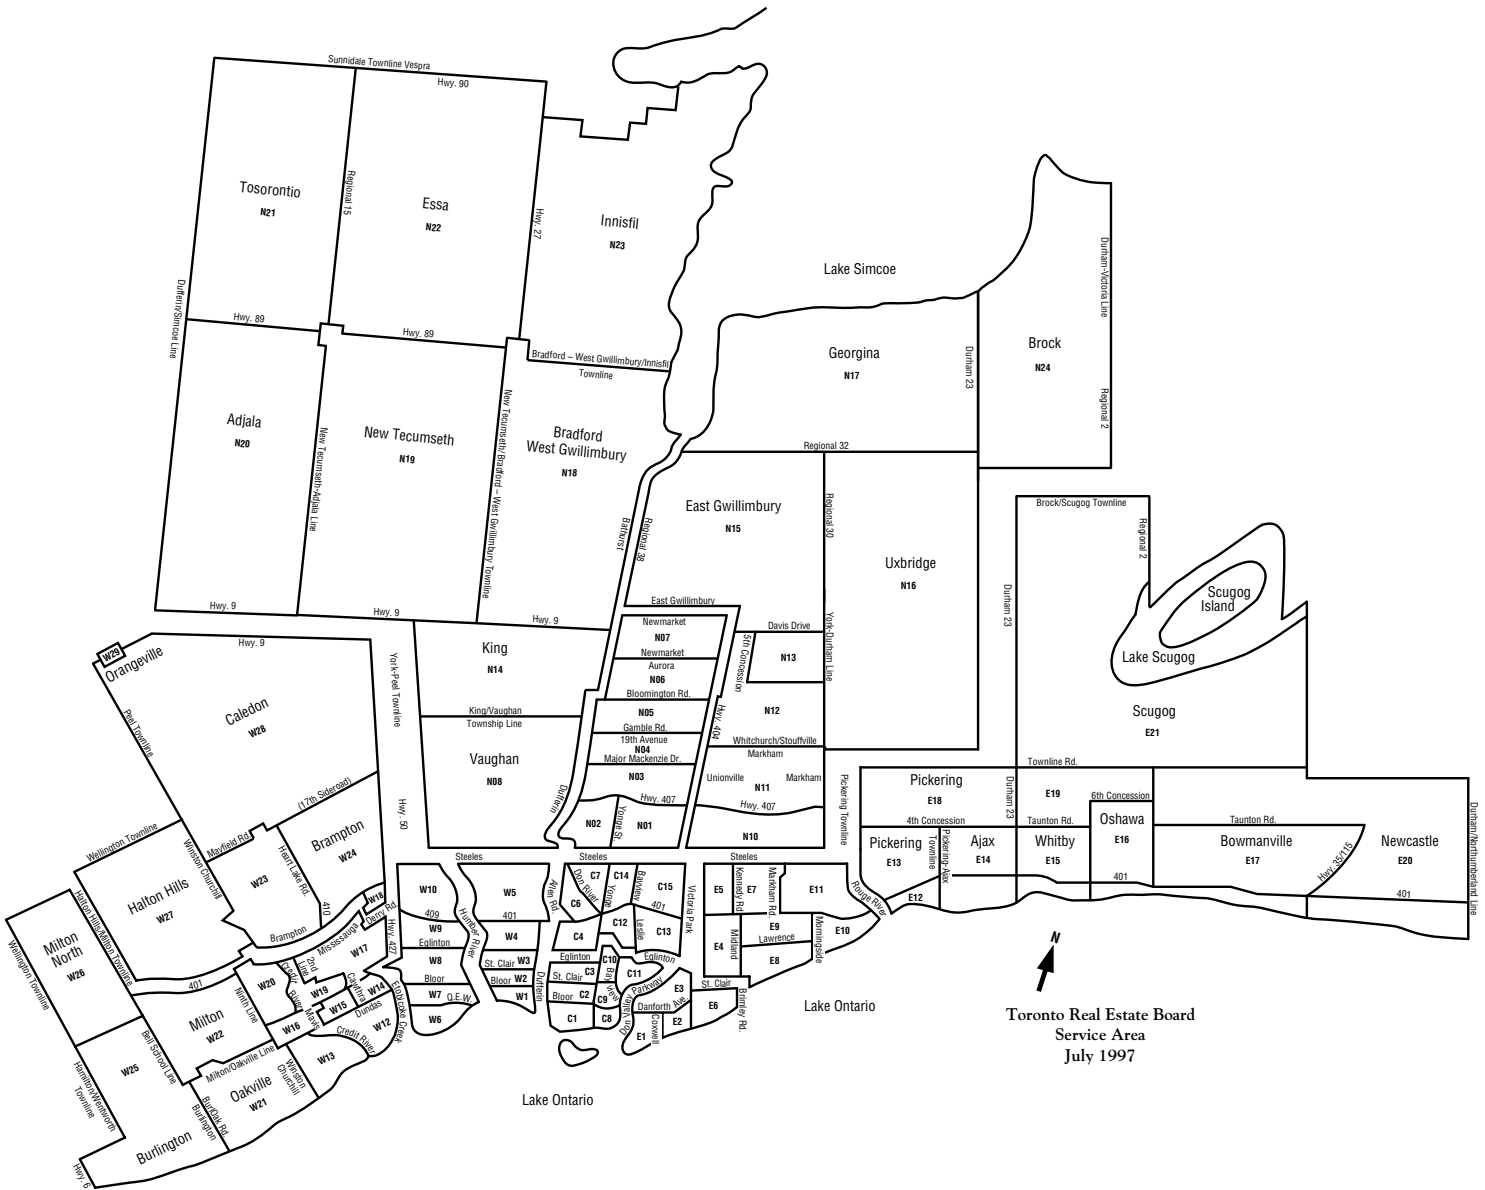 Sunnidale Townline Vespra
Hwy. 90
Tosorontio
N21
Regional 15
Essa
N22
Hwy. 27
Innisfil
N23
Lake Simcoe
Durham-Victoria Line
Dufferin/Simcoe Line
Hwy. 89
Hwy. 89
Bradford – West Gwillimbury/Innisfil
Townline
Georgina
N17
Durham 23
Brock
N24
Regional 2
Adjala
N20
New Tecumseth-Adjala Line
New Tecumseth
N19
New Tecumseth/Bradford – West Gwillimbury Townline
Bradford
West Gwillimbury
N18
Regional 32
Bathurst
Regional 38
East Gwillimbury
N15
Regional 30
Uxbridge
N16
Brock/Scugog Townline
Regional 2
Durham 23
Scugog
Island
Lake Scugog
Scugog
E21
Hwy. 9
Hwy. 9
Hwy. 9
East Gwillimbury
Newmarket
N07
Newmarket
Aurora
N06
Bloomington Rd.
N05
Gamble Rd.
19th Avenue
N04
Major Mackenzie Dr.
N03
Hwy. 407
N02
Yonge St.
N01
Davis Drive
5th Concession
N13
York-Durham Line
N12
Hwy. 404
Whitchurch/Stouffville
Markham
Unionville
Markham
N11
Hwy. 407
N10
W29
Orangeville
Hwy. 9
Peel Townline
Caledon
W28
York-Peel Townline
King
N14
King/Vaughan
Township Line
Vaughan
N08
Dufferin
Hwy. 50
(17th Sideroad)
Mayfield Rd.
Brampton
W24
Heart Lake Rd.
W23
410
Winston Churchill
Wellington Townline
Halton Hills
W27
Halton Hills/Milton Townline
Milton
North
W26
Wellington Townline
Pickering Townline
Townline Rd.
Pickering
E18
Durham 23
E19
6th Concession
4th Concession
Taunton Rd.
Taunton Rd.
Pickering
E13
Pickering-Ajax
Townline
Ajax
E14
Whitby
E15
Oshawa
E16
Bowmanville
E17
Hwy. 35/115
Newcastle
E20
401
401
Durham/Northumberland Line
E12
Rouge River
Steeles
Steeles
Steeles
W10
409
W9
Eglinton
W8
Bloor
W7
Q.E.W.
W6
Humber River
W5
401
W4
St. Clair
W3
Bloor
W2
W1
Allen Rd.
Dufferin
C7
Don River
C6
C14
Yonge
Bayview
C15
401
C12
Leslie
C13
C4
Eglinton
Eglinton
C10
C3
St. Clair
Bay
View
C11
Bloor
C2
C9
C1
C8
Don Valley
Parkway
Danforth Ave.
E3
E1
Coxwell
E2
St. Clair
E6
Brimley Rd.
Victoria Park
E5
Kennedy Rd
E7
Markham Rd.
E11
E4
Midland
E9
Lawrence
E8
Morningside
E10
W18
Derry Rd.
Hwy. 427
Brampton
Mississauga
W17
2nd
Line
Credit
River
W20
W19
Cawthra
W14
Mavis
W15
Dundas
W16
W12
Etobicoke Creek
Credit River
W13
401
Ninth Line
Milton
W22
Bell School Line
Milton/Oakville Line
Winston
Churchill
Oakville
W21
BurlOak Rd.
Burlington
W25
Hamilton/Wentworth
Townline
Burlington
Hwy. 6
Lake Ontario
Lake Ontario
N
Toronto Real Estate Board
Service Area
July 1997